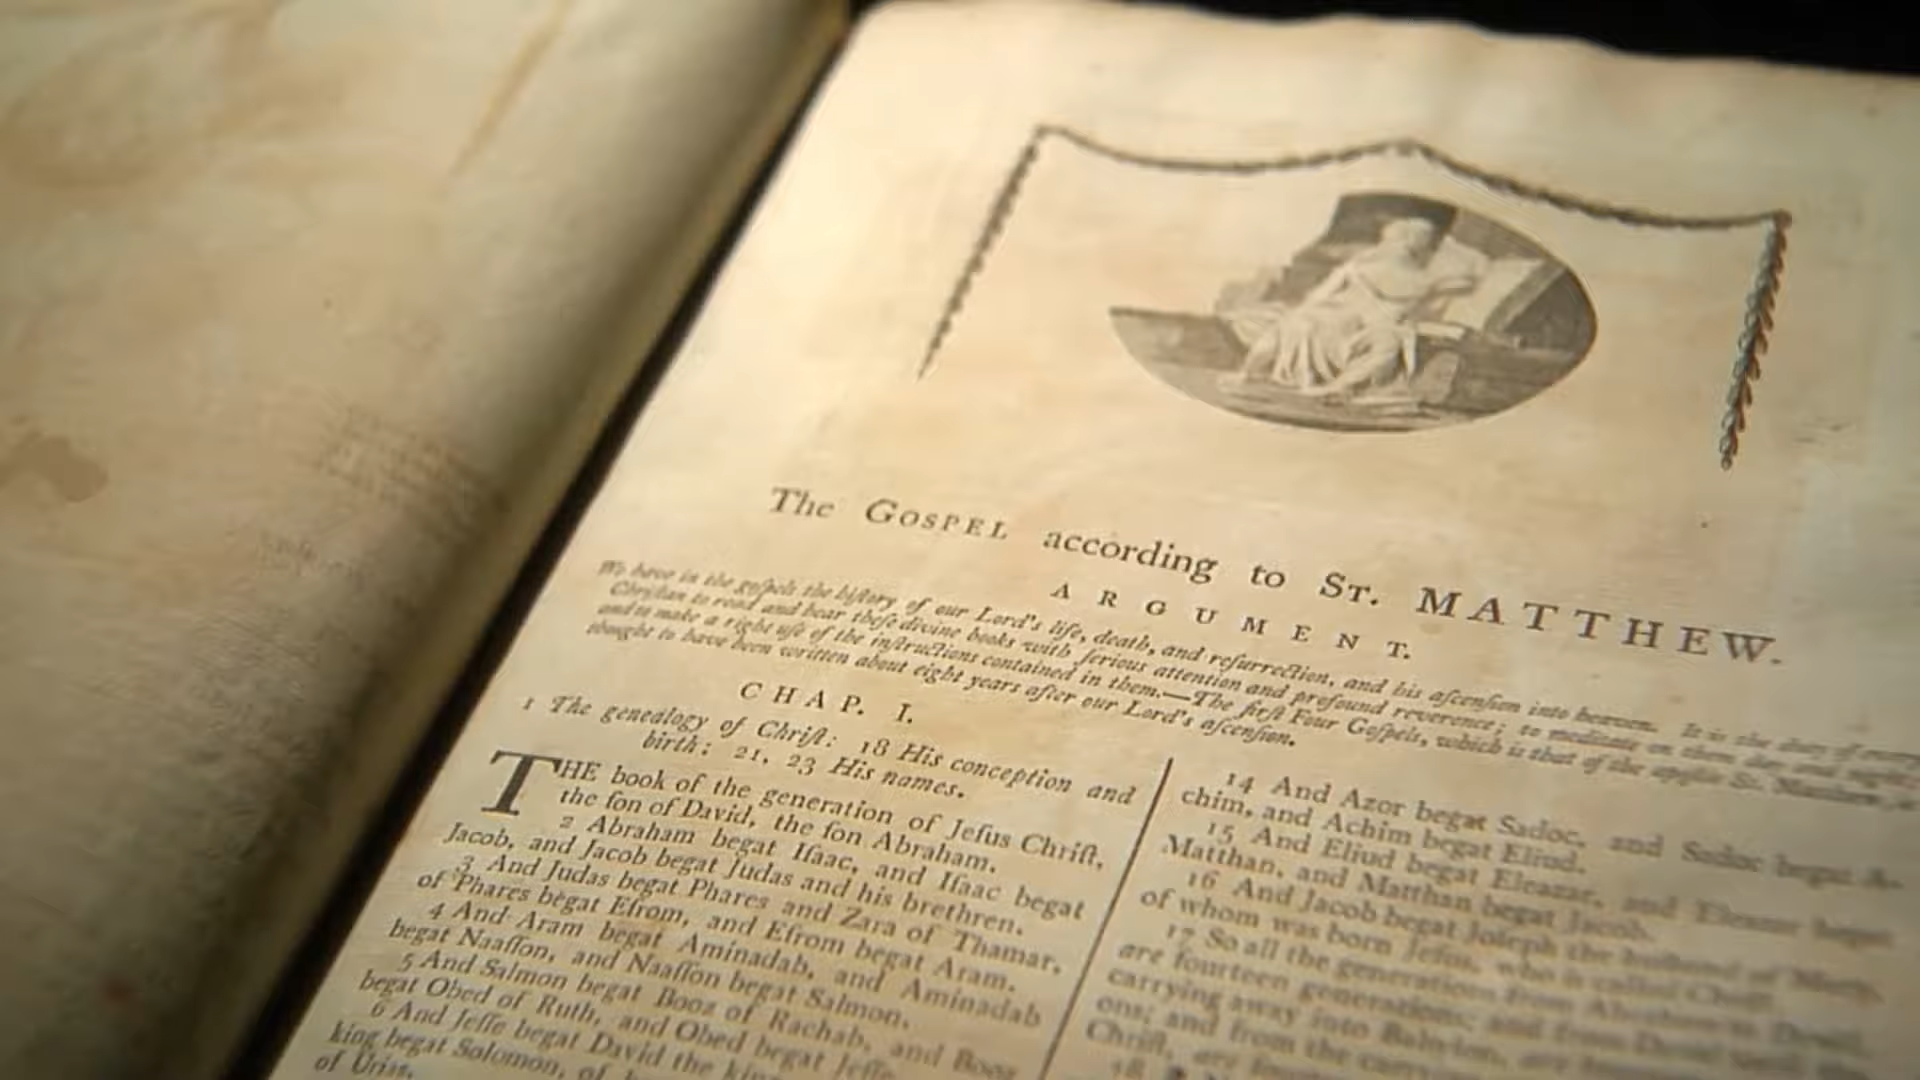 The GOSPEL according to ST. MATTHEW.
ARGUMENT.
We have in the goſpels the hiſtory of our Lord's life, death, and reſurrection, and his aſcenſion into heaven. It is the duty of every
Chriſtian to read and hear theſe divine books with ſerious attention and profound reverence; to meditate on them day and
and to make a right uſe of the inſtructions contained in them.—The firſt Four Goſpels, which is that of the apoſtle St. Matthew, is
thought to have been written about eight years after our Lord's aſcenſion.
CHAP. I.
1 The genealogy of Chriſt: 18 His conception and
birth: 21, 23 His names.
THE book of the generation of Jeſus Chriſt,
the ſon of David, the ſon Abraham.
2 Abraham begat Iſaac, and Iſaac begat
Jacob, and Jacob begat Judas and his brethren.
3 And Judas begat Phares and Zara of Thamar,
of Phares begat Eſrom, and Eſrom begat Aram.
4 And Aram begat Aminadab, and Aminadab
begat Naaſſon, and Naaſſon begat Salmon,
5 And Salmon begat Booz of Rachab, and Booz
begat Obed of Ruth, and Obed begat Jeſſe,
6 And Jeſſe begat David the king
king begat Solomon, of
of Urias.
14 And Azor begat Sadoc, and Sadoc begat A-
chim, and Achim begat Eliud.
15 And Eliud begat Eleazar, and Eleazar begat
Matthan, and Matthan begat Jacob.
16 And Jacob begat Joſeph the huſband of Mary,
of whom was born Jeſus, who is called Chriſt.
17 So all the generations from Abraham to David,
are fourteen generations; and from David until the
carrying away into Babylon, are
ons; and from the carrying
Chriſt, are
18